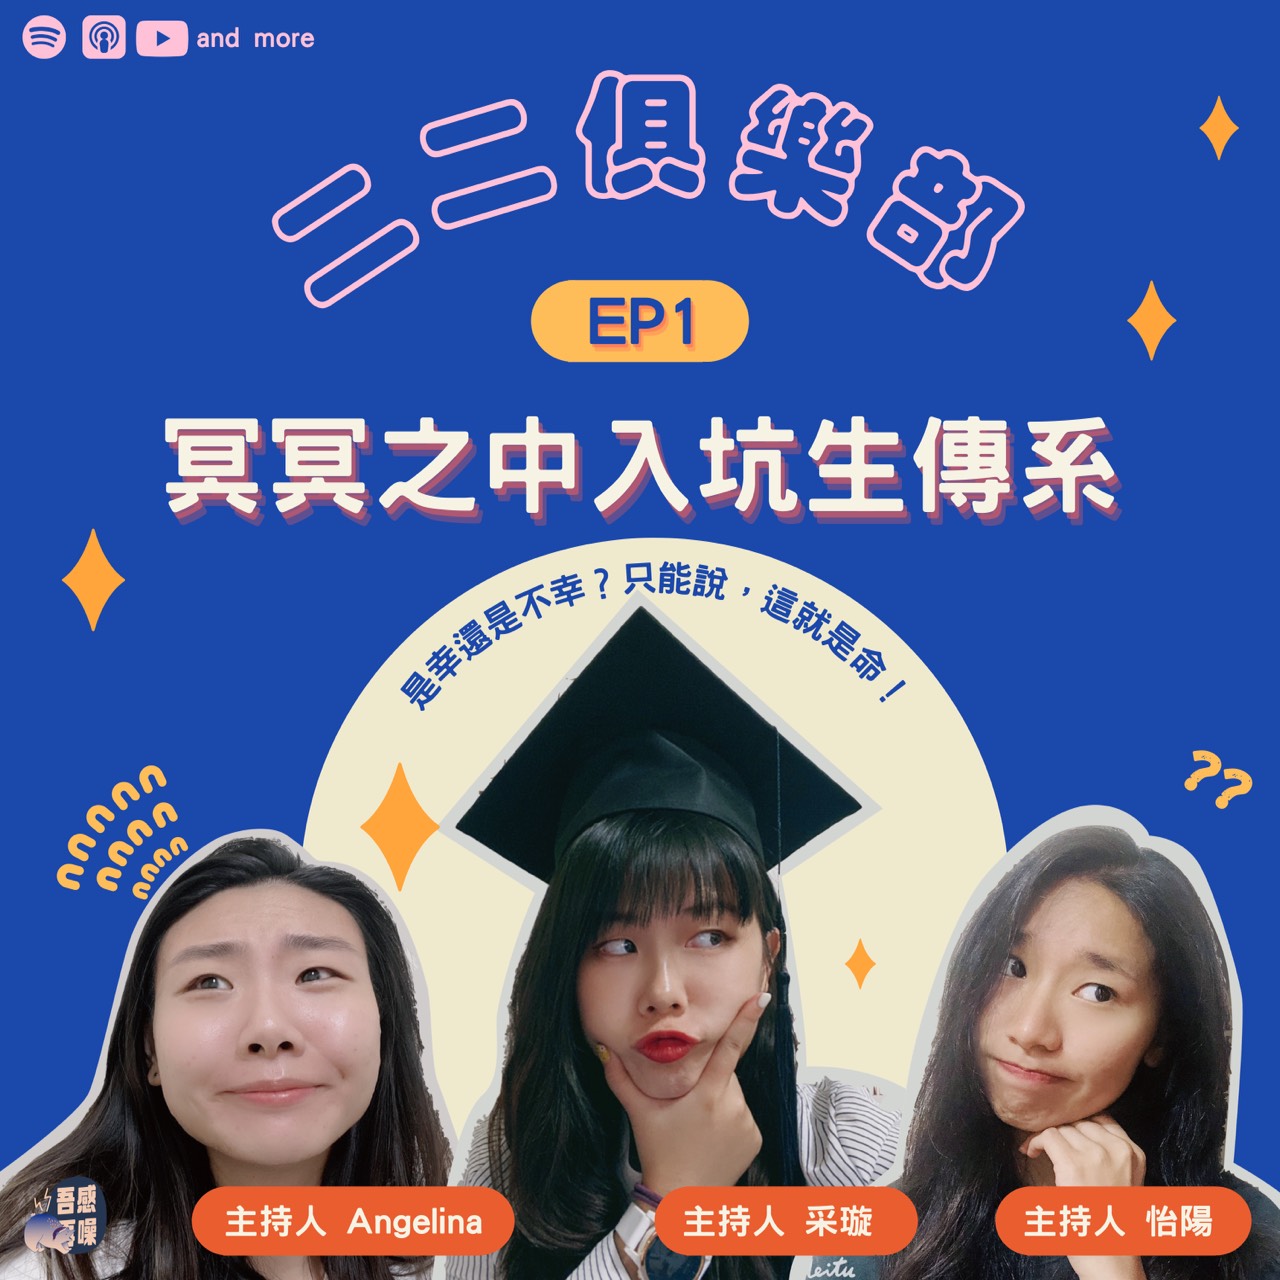 and more
二二俱樂部
EP1
冥冥之中入坑生傳系
是幸還是不幸？只能說，這就是命！
??
主持人 Angelina
主持人 采璇
主持人 怡陽